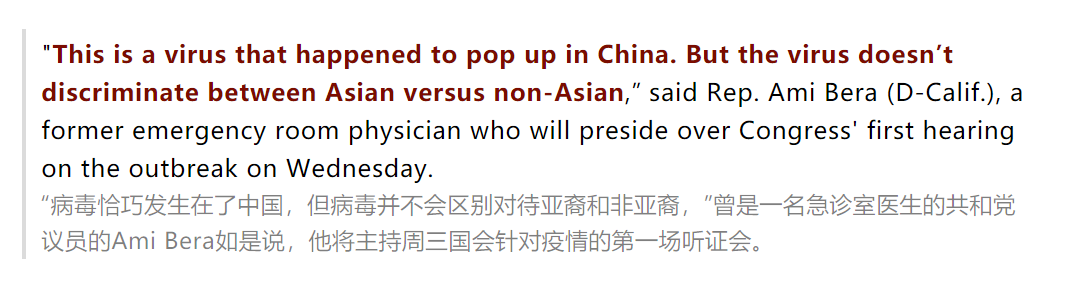 "This is a virus that happened to pop up in China. But the virus doesn’t
discriminate between Asian versus non-Asian,” said Rep. Ami Bera (D-Calif.), a
former emergency room physician who will preside over Congress' first hearing
on the outbreak on Wednesday.
“病毒恰巧发生在了中国，但病毒并不会区别对待亚裔和非亚裔，”曾是一名急诊室医生的共和党
议员的Ami Bera如是说，他将主持周三国会针对疫情的第一场听证会。